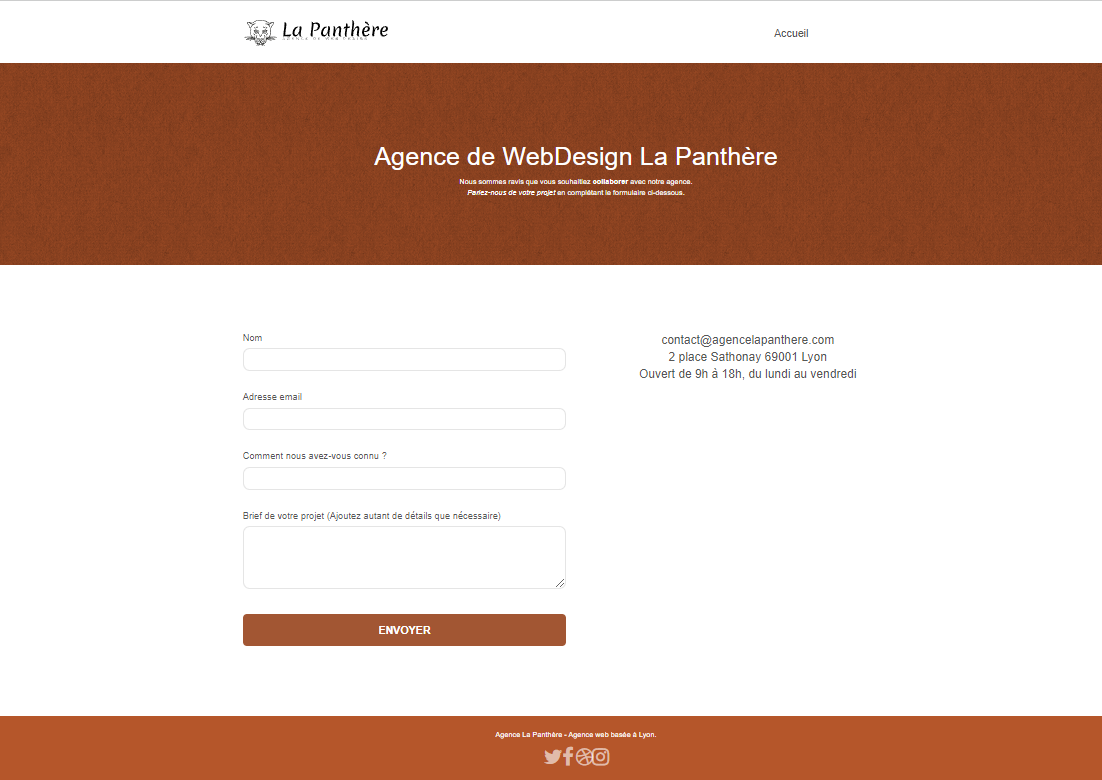 La Panthère
Accueil
Agence de WebDesign La Panthère
Nous sommes ravis que vous souhaitiez collaborer avec notre agence.
Parlez-nous de votre projet en complétant le formulaire ci-dessous.
Nom
Adresse email
Comment nous avez-vous connu ?
Brief de votre projet (Ajoutez autant de détails que nécessaire)
ENVOYER
contact@agencelapanthere.com
2 place Sathonay 69001 Lyon
Ouvert de 9h à 18h, du lundi au vendredi
Agence La Panthère - Agence web basée à Lyon.